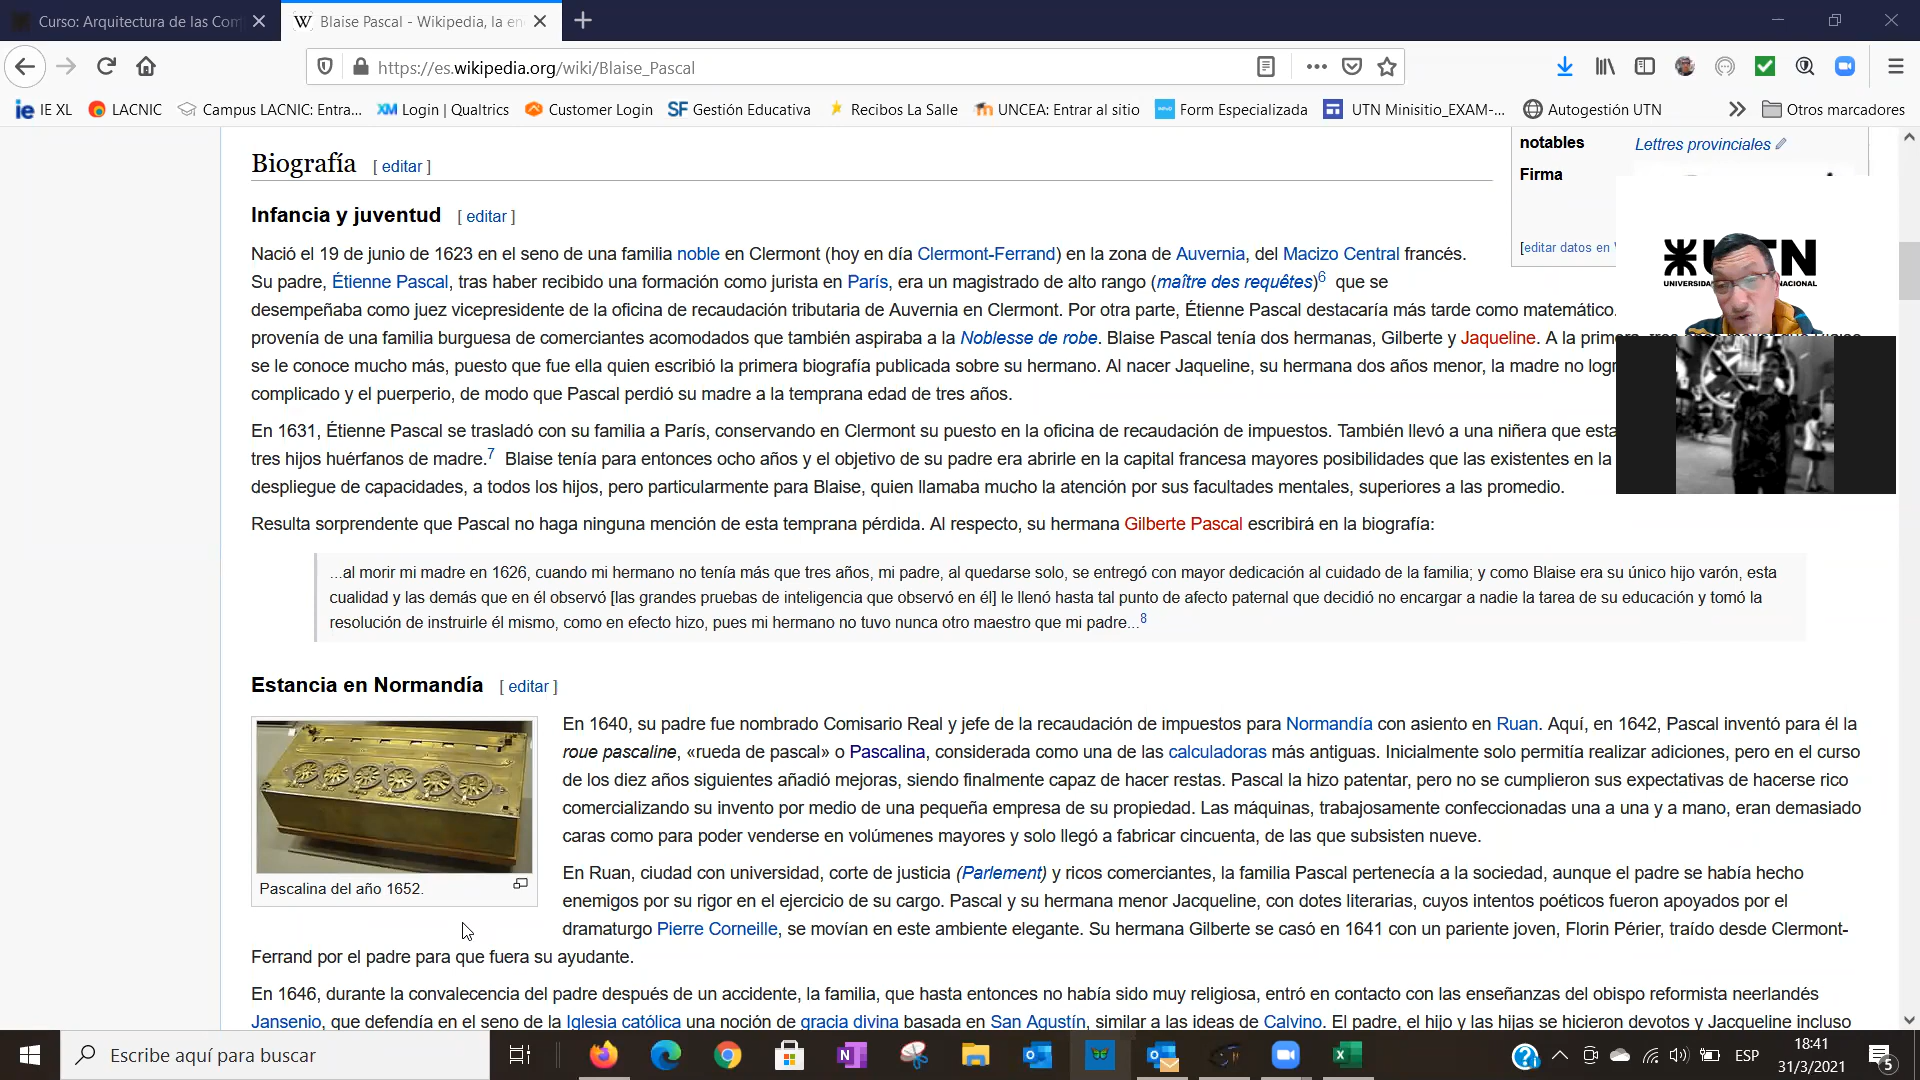 Curso: Arquitectura de las Com
Blaise Pascal - Wikipedia, la en
https://es.wikipedia.org/wiki/Blaise_Pascal
IE XL
LACNIC
Campus LACNIC: Entra...
Login | Qualtrics
Customer Login
Gestión Educativa
Recibos La Salle
UNCEA: Entrar al sitio
Form Especializada
UTN Minisitio_EXAM-...
Autogestión UTN
Otros marcadores
notables
Lettres provinciales
Firma
[editar datos en
Biografía [ editar ]
Infancia y juventud [ editar ]
Nació el 19 de junio de 1623 en el seno de una familia noble en Clermont (hoy en día Clermont-Ferrand) en la zona de Auvernia, del Macizo Central francés.
Su padre, Étienne Pascal, tras haber recibido una formación como jurista en París, era un magistrado de alto rango (maître des requêtes)6 que se
desempeñaba como juez vicepresidente de la oficina de recaudación tributaria de Auvernia en Clermont. Por otra parte, Étienne Pascal destacaría más tarde como matemático.
provenía de una familia burguesa de comerciantes acomodados que también aspiraba a la Noblesse de robe. Blaise Pascal tenía dos hermanas, Gilberte y Jaqueline. A la prim
se le conoce mucho más, puesto que fue ella quien escribió la primera biografía publicada sobre su hermano. Al nacer Jaqueline, su hermana dos años menor, la madre no logr
complicado y el puerperio, de modo que Pascal perdió su madre a la temprana edad de tres años.
En 1631, Étienne Pascal se trasladó con su familia a París, conservando en Clermont su puesto en la oficina de recaudación de impuestos. También llevó a una niñera que esta
tres hijos huérfanos de madre.7 Blaise tenía para entonces ocho años y el objetivo de su padre era abrirle en la capital francesa mayores posibilidades que las existentes en la
despliegue de capacidades, a todos los hijos, pero particularmente para Blaise, quien llamaba mucho la atención por sus facultades mentales, superiores a las promedio.
Resulta sorprendente que Pascal no haga ninguna mención de esta temprana pérdida. Al respecto, su hermana Gilberte Pascal escribirá en la biografía:
...al morir mi madre en 1626, cuando mi hermano no tenía más que tres años, mi padre, al quedarse solo, se entregó con mayor dedicación al cuidado de la familia; y como Blaise era su único hijo varón, esta
cualidad y las demás que en él observó [las grandes pruebas de inteligencia que observó en él] le llenó hasta tal punto de afecto paternal que decidió no encargar a nadie la tarea de su educación y tomó la
resolución de instruirle él mismo, como en efecto hizo, pues mi hermano no tuvo nunca otro maestro que mi padre...8
Estancia en Normandía [ editar ]
Pascalina del año 1652.
En 1640, su padre fue nombrado Comisario Real y jefe de la recaudación de impuestos para Normandía con asiento en Ruan. Aquí, en 1642, Pascal inventó para él la
roue pascaline, «rueda de pascal» o Pascalina, considerada como una de las calculadoras más antiguas. Inicialmente solo permitía realizar adiciones, pero en el curso
de los diez años siguientes añadió mejoras, siendo finalmente capaz de hacer restas. Pascal la hizo patentar, pero no se cumplieron sus expectativas de hacerse rico
comercializando su invento por medio de una pequeña empresa de su propiedad. Las máquinas, trabajosamente confeccionadas una a una y a mano, eran demasiado
caras como para poder venderse en volúmenes mayores y solo llegó a fabricar cincuenta, de las que subsisten nueve.
En Ruan, ciudad con universidad, corte de justicia (Parlement) y ricos comerciantes, la familia Pascal pertenecía a la sociedad, aunque el padre se había hecho
enemigos por su rigor en el ejercicio de su cargo. Pascal y su hermana menor Jacqueline, con dotes literarias, cuyos intentos poéticos fueron apoyados por el
dramaturgo Pierre Corneille, se movían en este ambiente elegante. Su hermana Gilberte se casó en 1641 con un pariente joven, Florin Périer, traído desde Clermont-
Ferrand por el padre para que fuera su ayudante.
En 1646, durante la convalecencia del padre después de un accidente, la familia, que hasta entonces no había sido muy religiosa, entró en contacto con las enseñanzas del obispo reformista neerlandés
Jansenio, que defendía en el seno de la Iglesia católica una noción de gracia divina basada en San Agustín, similar a las ideas de Calvino. El padre, el hijo y las hijas se hicieron devotos y Jacqueline incluso
Escribe aquí para buscar
ESP
18:41
31/3/2021
5